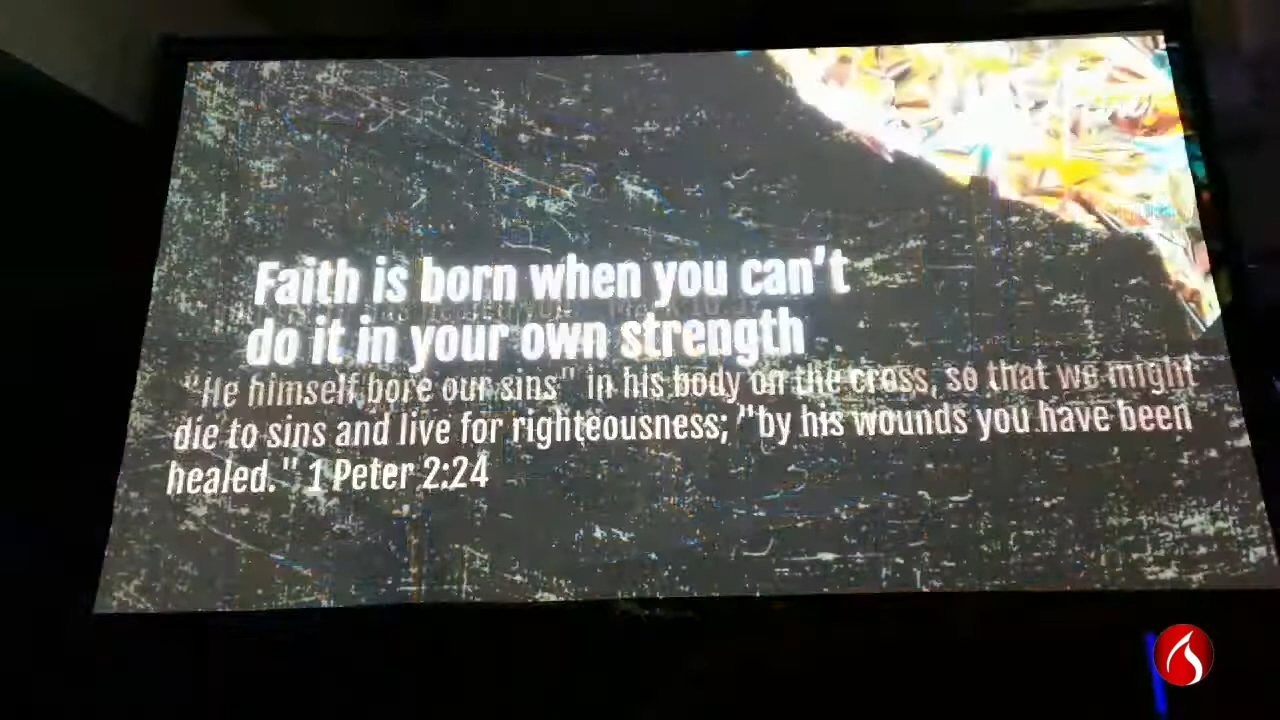 Faith is born when you can't
do it in your own strength
"He himself bore our sins" in his body on the cross, so that we might
die to sins and live for righteousness; "by his wounds you have been
healed." 1 Peter 2:24